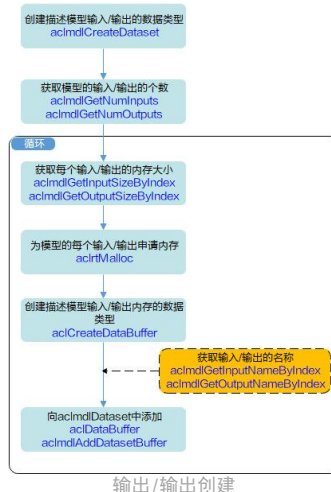 创建描述模型输入/输出的数据类型
aclmdlCreateDataset
获取模型的输入/输出的个数
aclmdlGetNumInputs
aclmdlGetNumOutputs
循环
获取每个输入/输出的内存大小
aclmdlGetInputSizeByIndex
aclmdlGetOutputSizeByIndex
为模型的每个输入/输出申请内存
aclrtMalloc
创建描述模型输入/输出内存的数据
类型
aclCreateDataBuffer
获取输入/输出的名称
aclmdlGetInputNameByIndex
aclmdlGetOutputNameByIndex
向aclmdlDataset中添加
aclDataBuffer
aclmdlAddDatasetBuffer
输出/输出创建